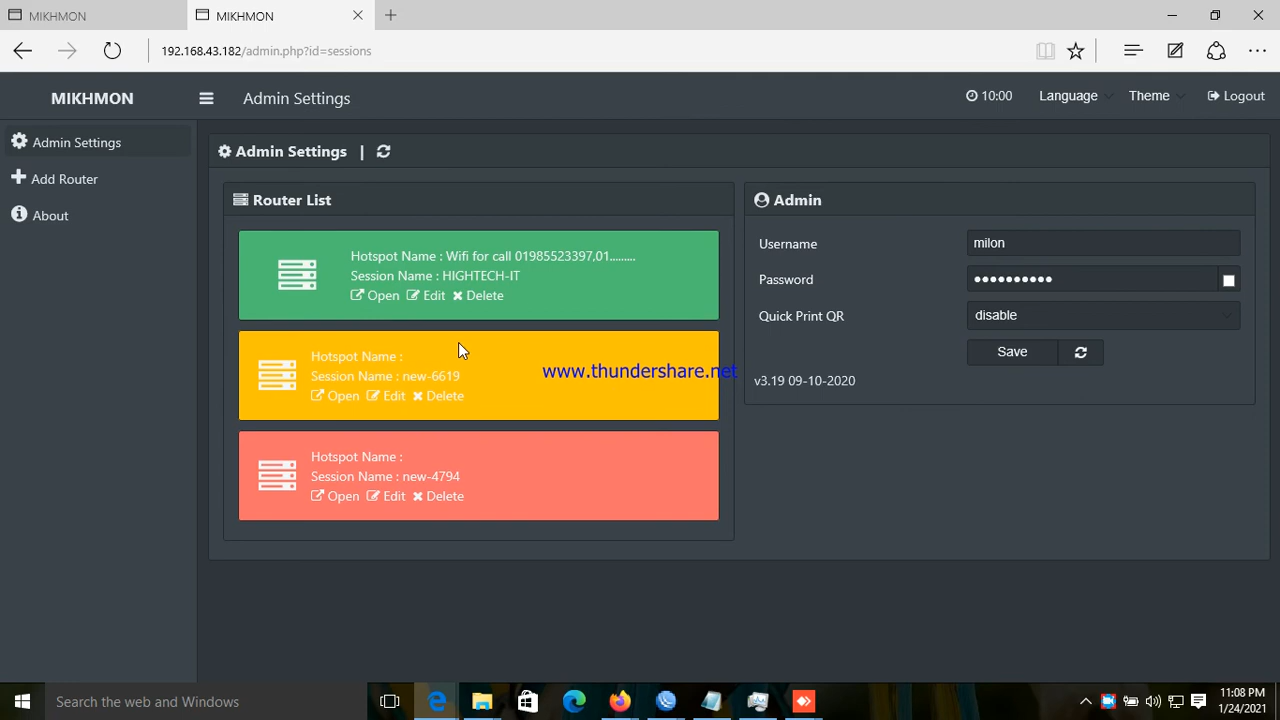 MIKHMON
MIKHMON
192.168.43.182/admin.php?id=sessions
MIKHMON
Admin Settings
10:00
Language
Theme
Logout
Admin Settings
Add Router
About
Admin Settings |
Router List
Hotspot Name : Wifi for call 01985523397,01.........
Session Name : HIGHTECH-IT
Open Edit Delete
Hotspot Name :
Session Name : new-6619
Open Edit Delete
Hotspot Name :
Session Name : new-4794
Open Edit Delete
www.thundershare.net
Admin
Username milon
Password ••••••••••
Quick Print QR disable
Save
v3.19 09-10-2020
Search the web and Windows
11:08 PM
1/24/2021